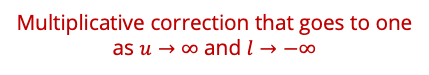 Multiplicative correction that goes to one
as u → ∞ and l → −∞